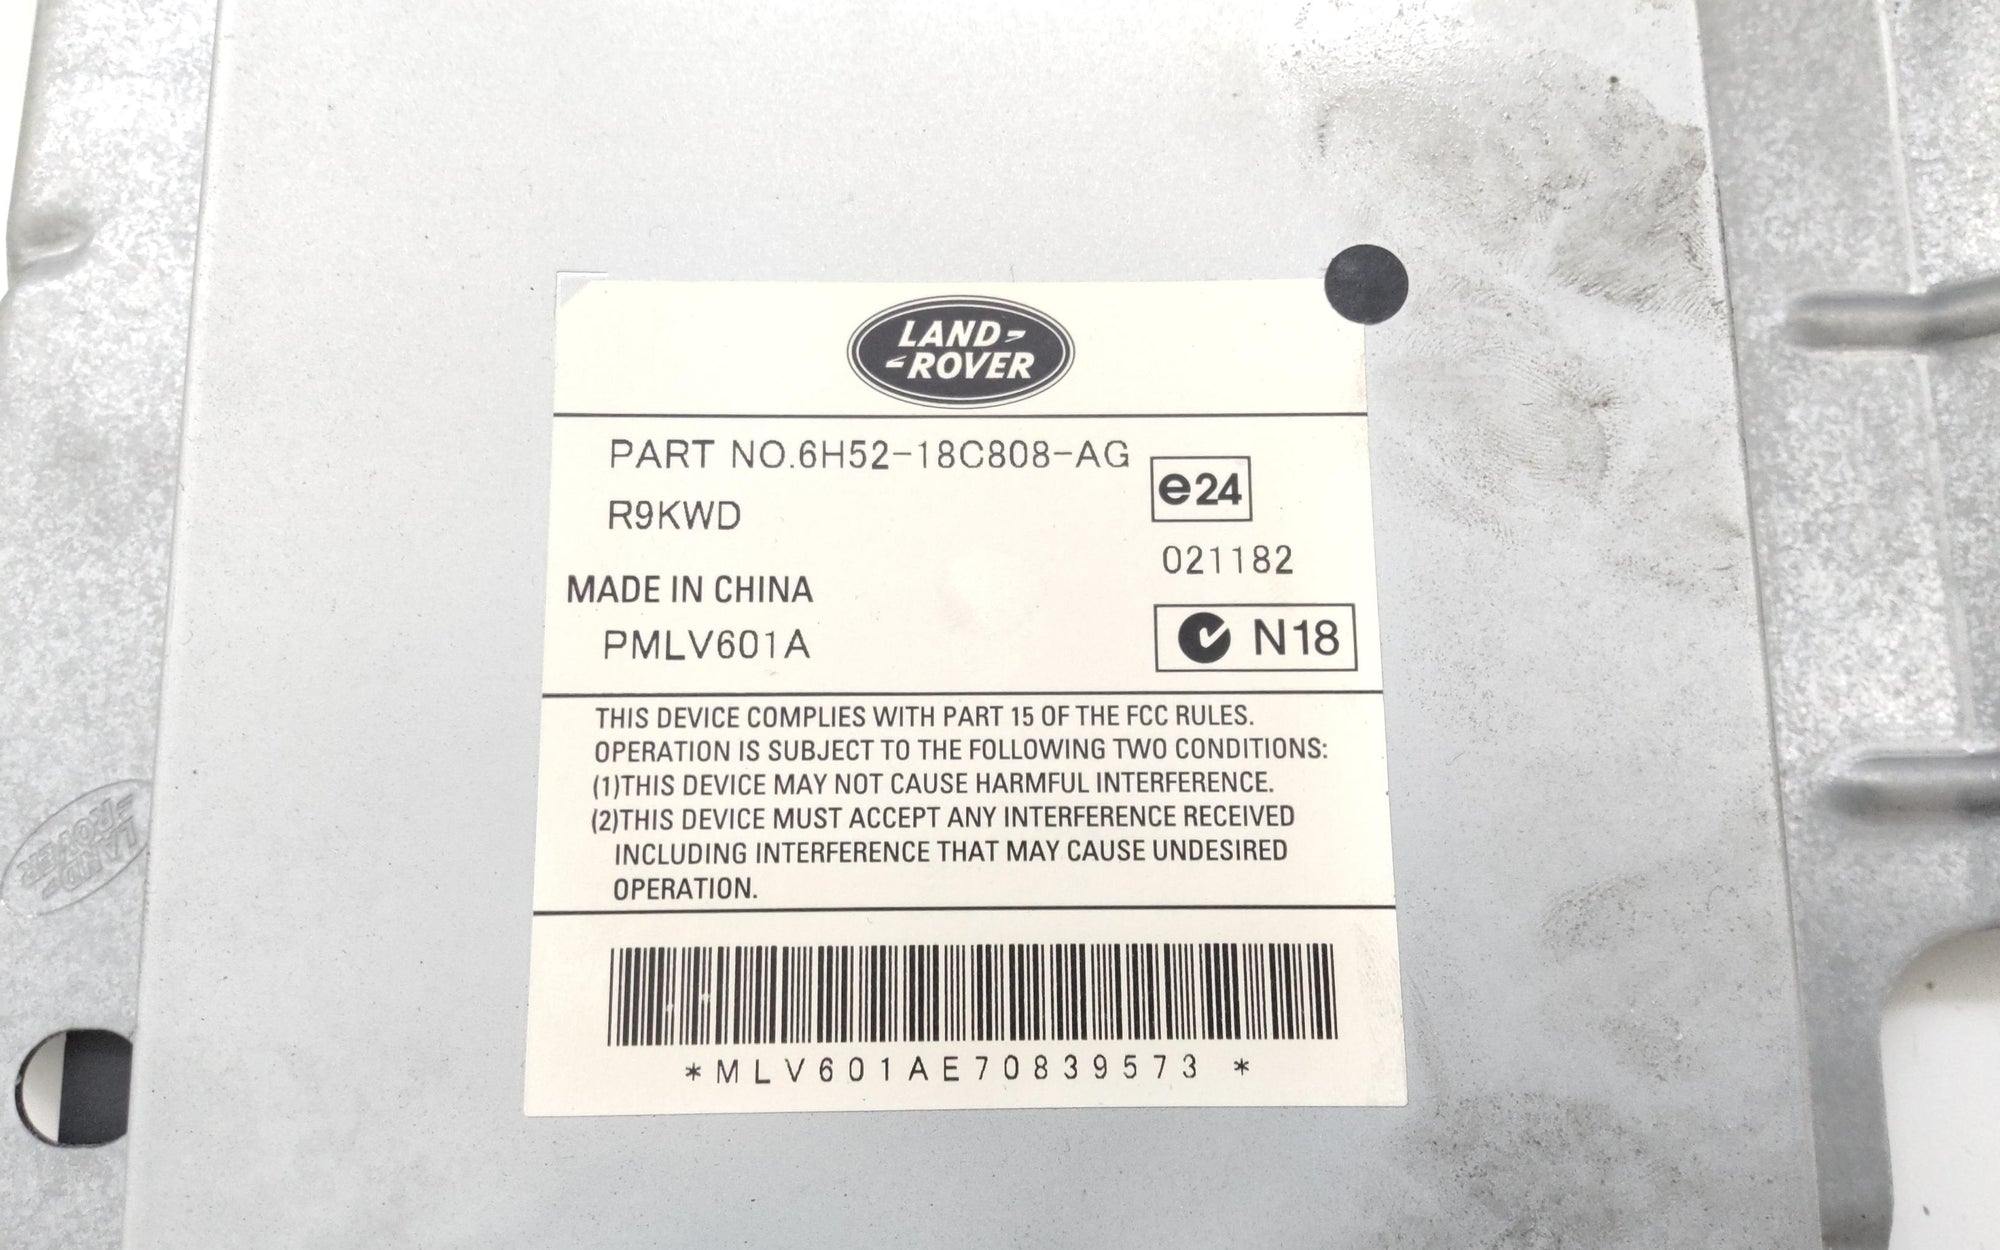 LAND-
-ROVER
PART NO.6H52-18C808-AG
e24
R9KWD
021182
MADE IN CHINA
N18
PMLV601A
THIS DEVICE COMPLIES WITH PART 15 OF THE FCC RULES.
OPERATION IS SUBJECT TO THE FOLLOWING TWO CONDITIONS:
(1)THIS DEVICE MAY NOT CAUSE HARMFUL INTERFERENCE.
(2)THIS DEVICE MUST ACCEPT ANY INTERFERENCE RECEIVED
INCLUDING INTERFERENCE THAT MAY CAUSE UNDESIRED
OPERATION.
*MLV601AE70839573 *
LAND-
-ROVER